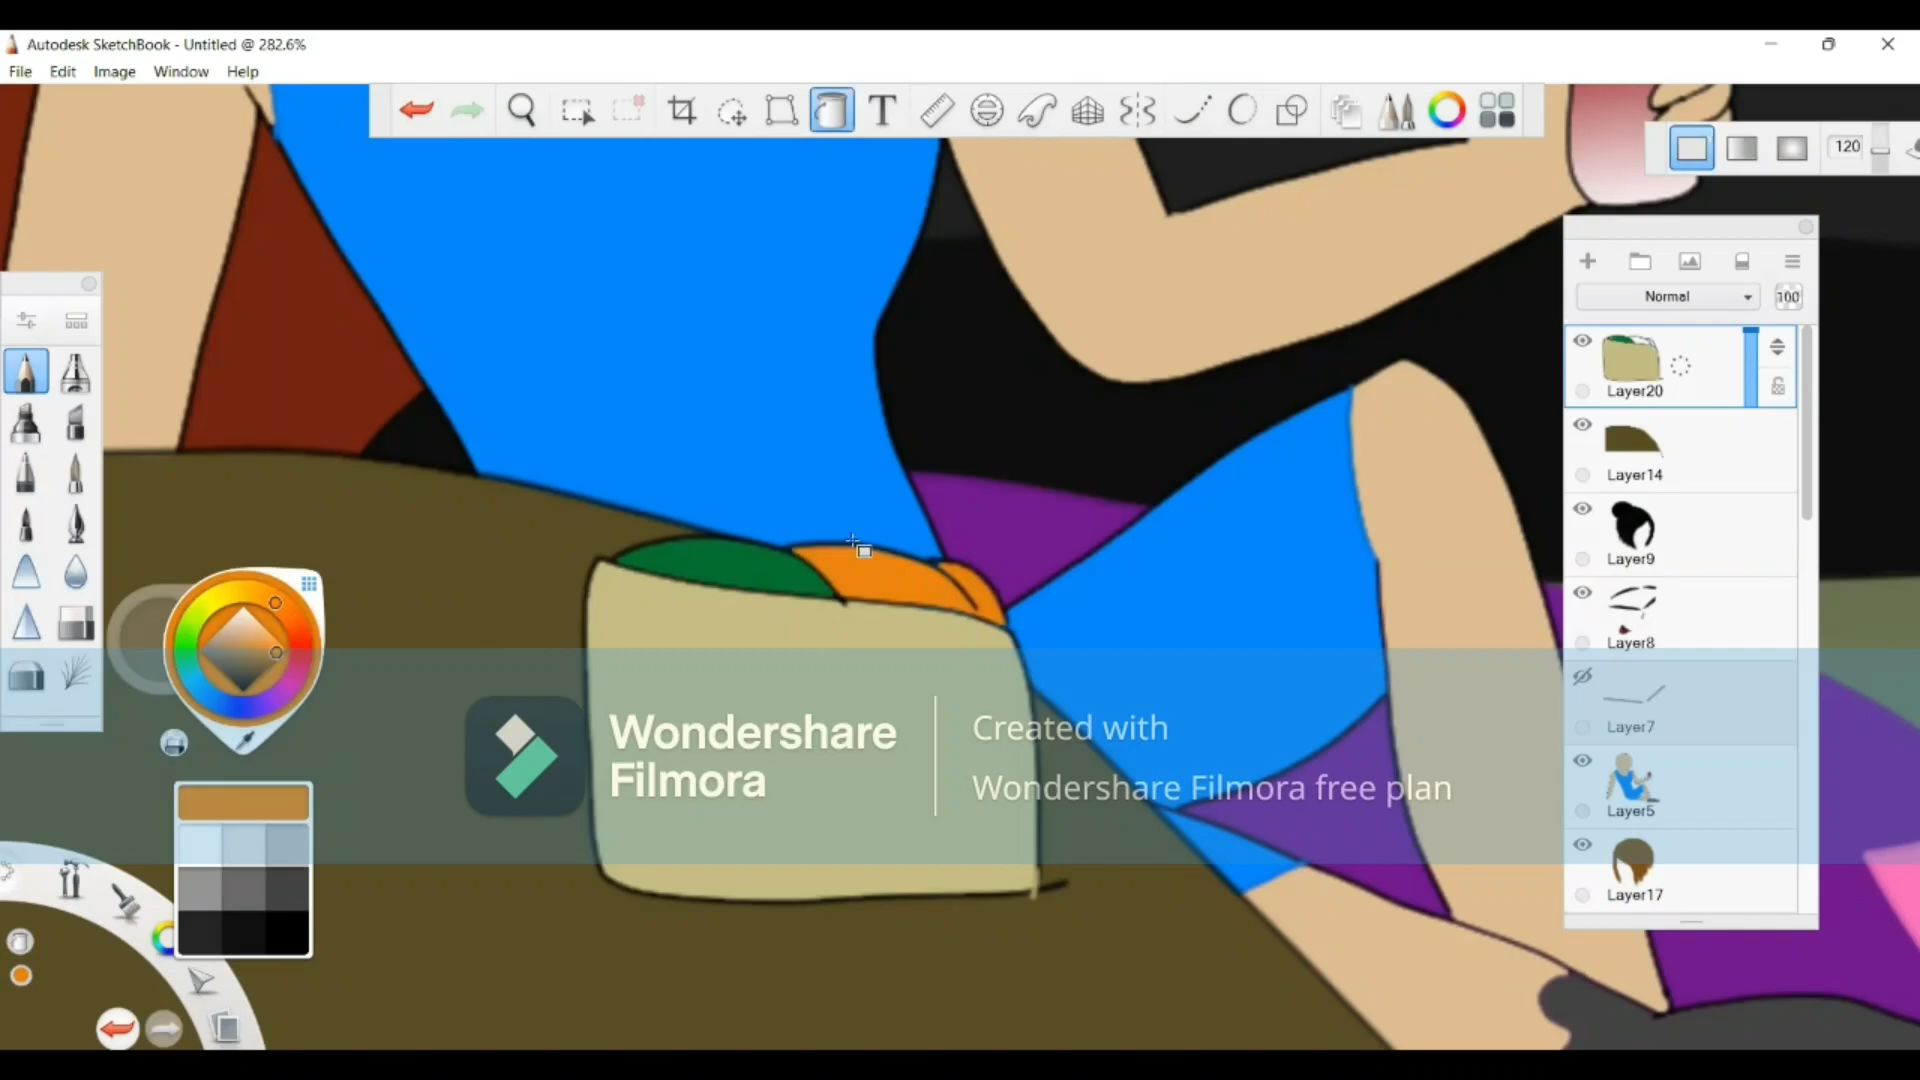 Autodesk SketchBook - Untitled @ 282.6%
File Edit Image Window Help
T
120
Normal 100
Layer20
Layer14
Layer9
Layer8
Layer7
Layer5
Layer17
Wondershare
Filmora
Created with
Wondershare Filmora free plan